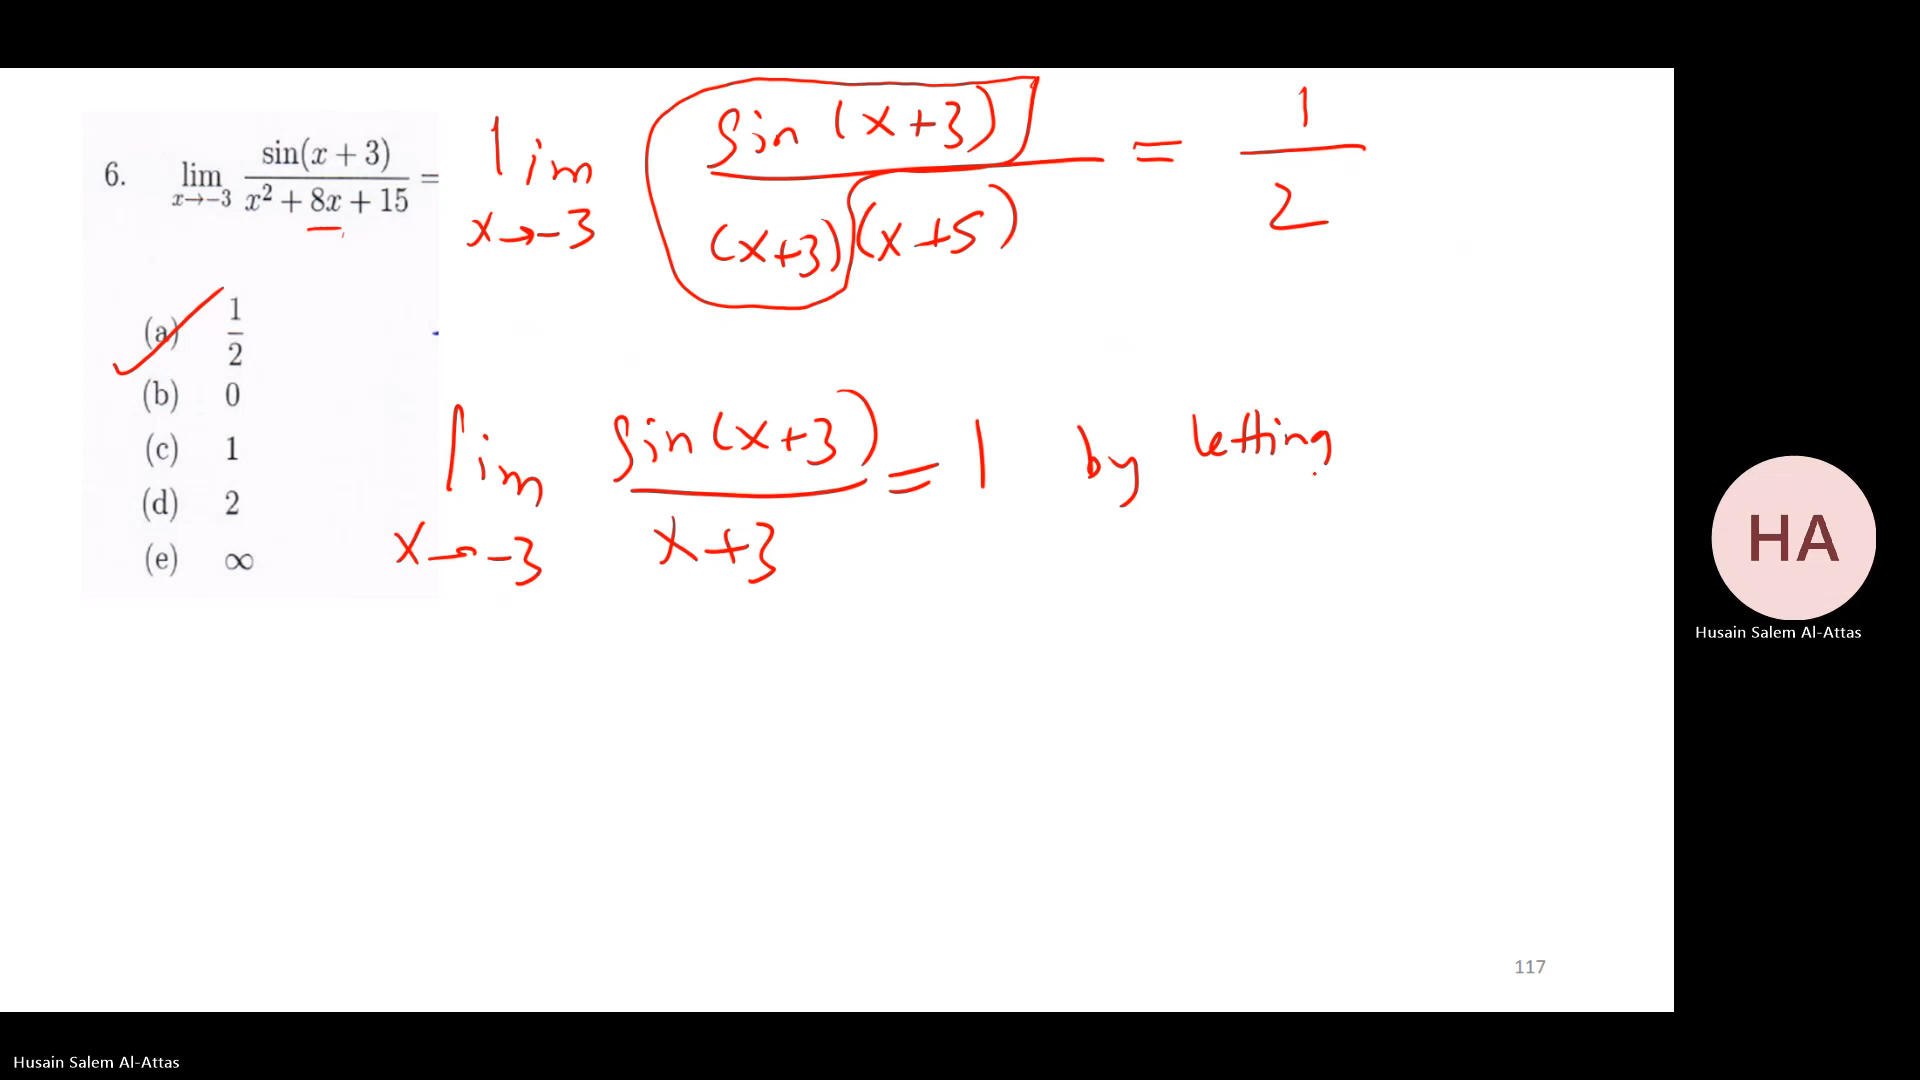 6. lim x→−3 sin(x + 3) / x² + 8x + 15 =
lim x→−3 sin(x+3) / (x+3)(x+5) = 1/2
(a) 1/2
(b) 0
(c) 1
(d) 2
(e) ∞
lim x→−3 sin(x+3) / x+3 = 1 by letting
HA
Husain Salem Al-Attas
117
Husain Salem Al-Attas